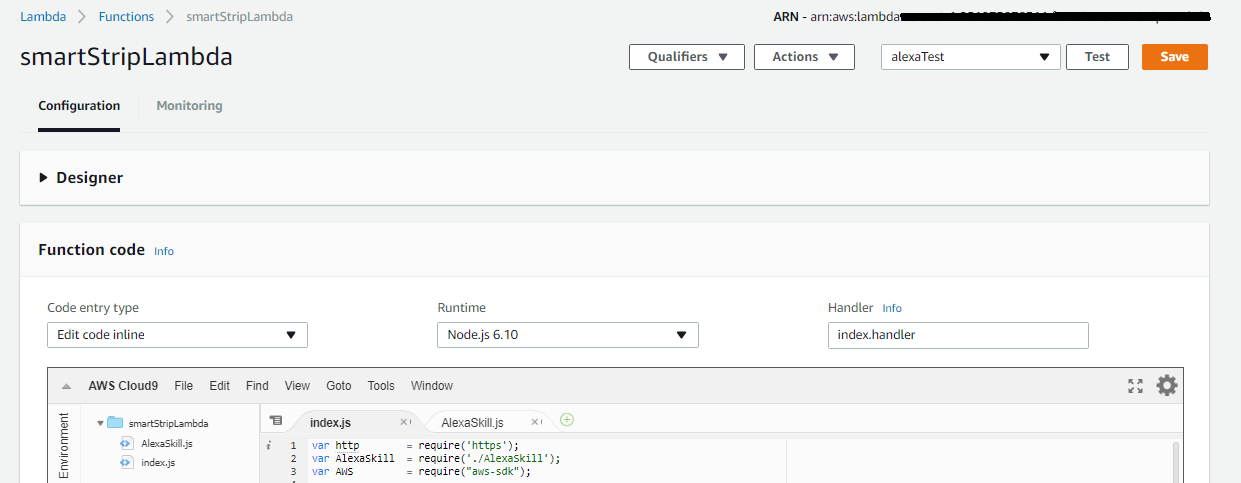 Lambda Functions smartStripLambda ARN - arn:aws:lambda
smartStripLambda Qualifiers Actions alexaTest Test Save
Configuration Monitoring
Designer
Function code Info
Code entry type Runtime Handler Info
Edit code inline Node.js 6.10 index.handler
AWS Cloud9 File Edit Find View Goto Tools Window
Environment
smartStripLambda
AlexaSkill.js
index.js
index.js AlexaSkill.js
1 var http = require('https');
2 var AlexaSkill = require('./AlexaSkill');
3 var AWS = require("aws-sdk");